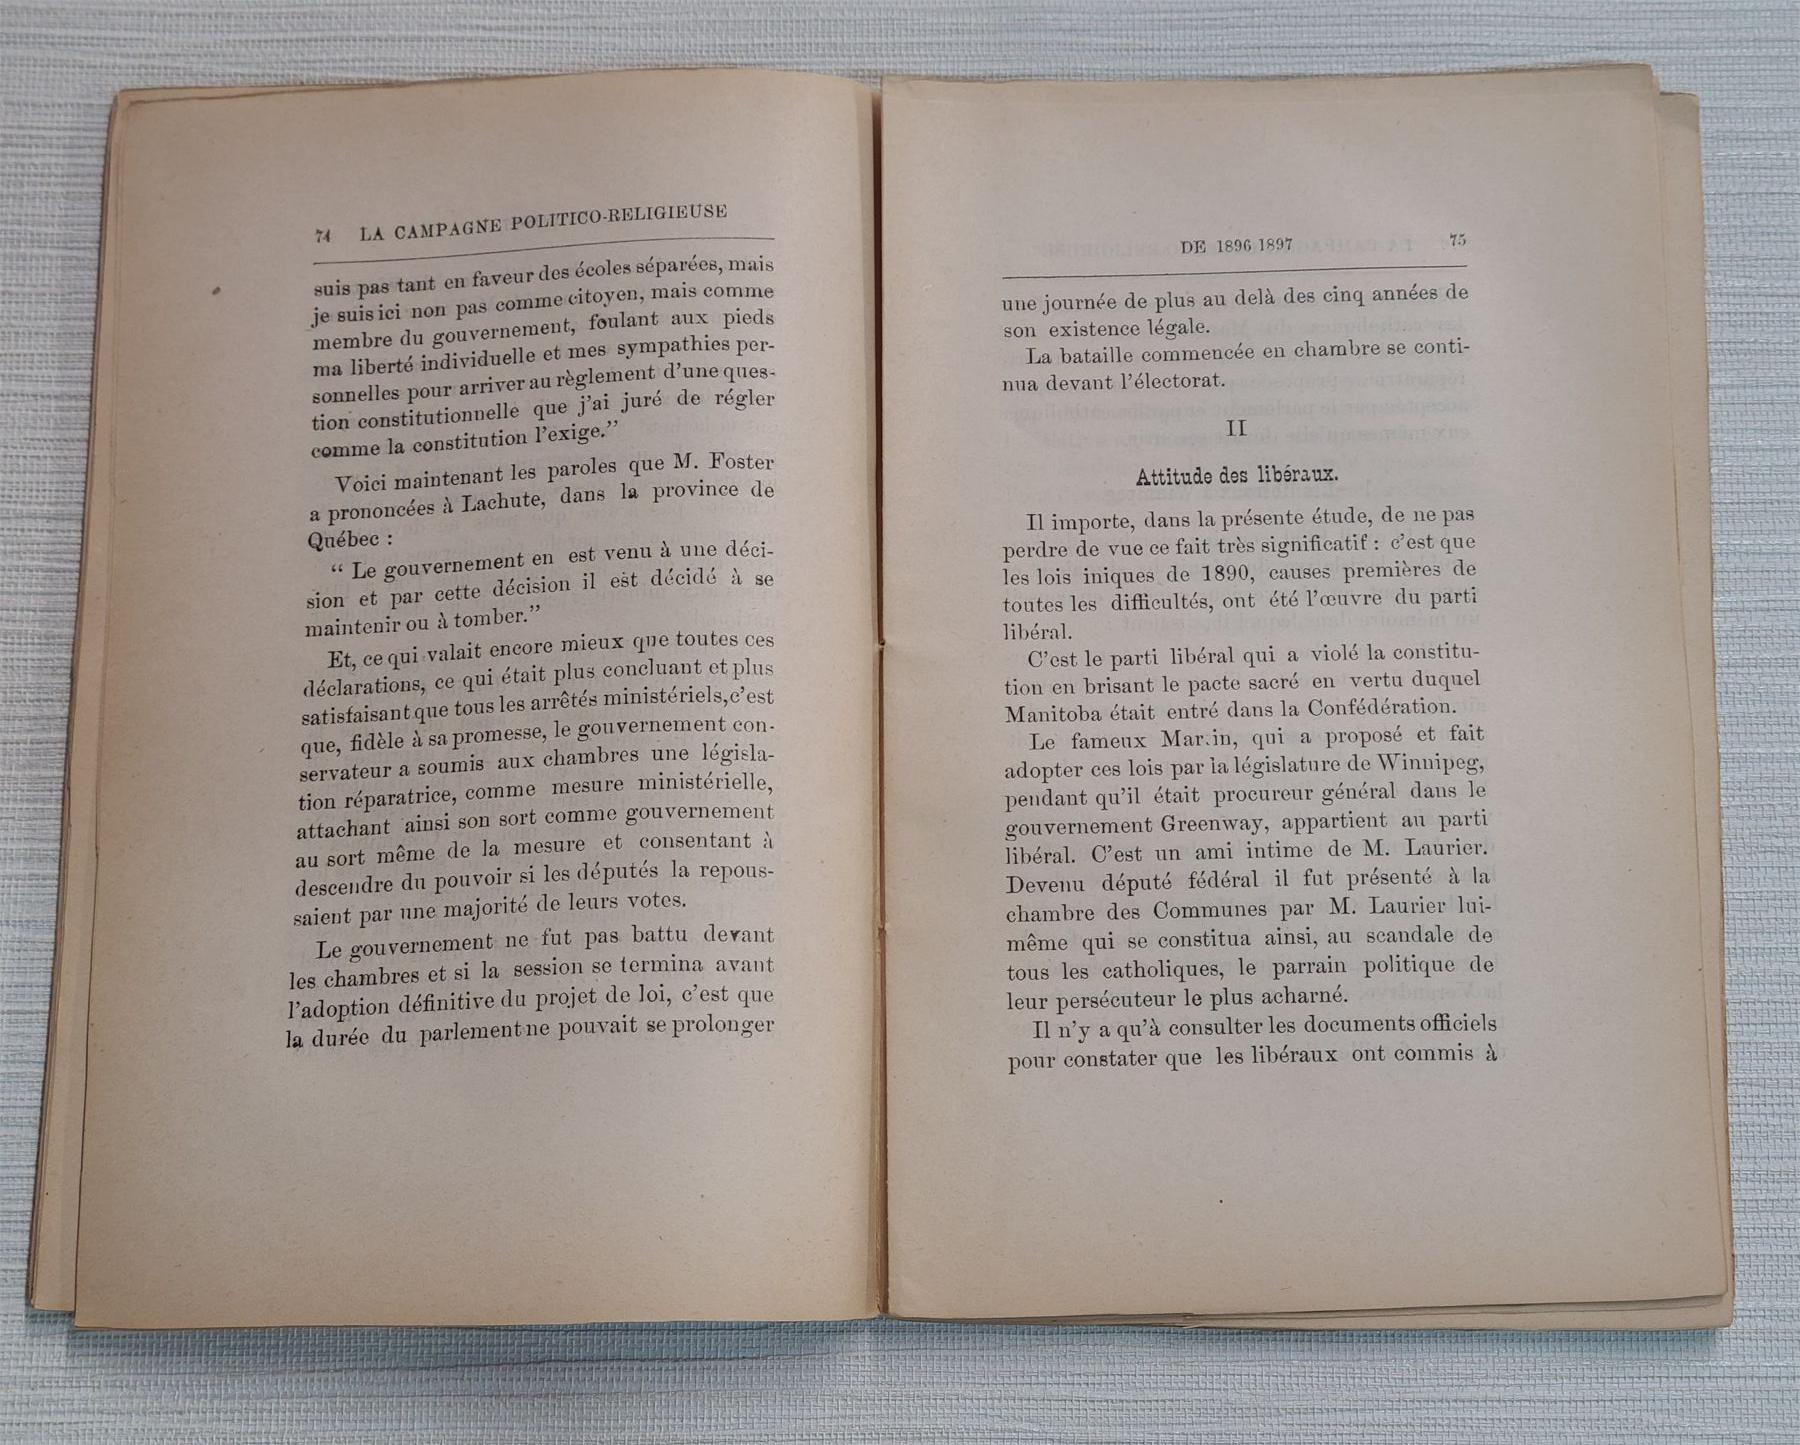 74 LA CAMPAGNE POLITICO-RELIGIEUSE
suis pas tant en faveur des écoles séparées, mais
je suis ici non pas comme citoyen, mais comme
membre du gouvernement, foulant aux pieds
ma liberté individuelle et mes sympathies per-
sonnelles pour arriver au règlement d'une ques-
tion constitutionnelle que j'ai juré de régler
comme la constitution l'exige.”
Voici maintenant les paroles que M. Foster
a prononcées à Lachute, dans la province de
Québec :
“ Le gouvernement en est venu à une déci-
sion et par cette décision il est décidé à se
maintenir ou à tomber.”
Et, ce qui valait encore mieux que toutes ces
déclarations, ce qui était plus concluant et plus
satisfaisant que tous les arrêtés ministériels, c'est
que, fidèle à sa promesse, le gouvernement con-
servateur a soumis aux chambres une législa-
tion réparatrice, comme mesure ministérielle,
attachant ainsi son sort comme gouvernement
au sort même de la mesure et consentant à
descendre du pouvoir si les députés la repous-
saient par une majorité de leurs votes.
Le gouvernement ne fut pas battu devant
les chambres et si la session se termina avant
l'adoption définitive du projet de loi, c'est que
la durée du parlement ne pouvait se prolonger
DE 1896 1897 75
une journée de plus au delà des cinq années de
son existence légale.
La bataille commencée en chambre se conti-
nua devant l'électorat.
II
Attitude des libéraux.
Il importe, dans la présente étude, de ne pas
perdre de vue ce fait très significatif : c'est que
les lois iniques de 1890, causes premières de
toutes les difficultés, ont été l'œuvre du parti
libéral.
C'est le parti libéral qui a violé la constitu-
tion en brisant le pacte sacré en vertu duquel
Manitoba était entré dans la Confédération.
Le fameux Martin, qui a proposé et fait
adopter ces lois par la législature de Winnipeg,
pendant qu'il était procureur général dans le
gouvernement Greenway, appartient au parti
libéral. C'est un ami intime de M. Laurier.
Devenu député fédéral il fut présenté à la
chambre des Communes par M. Laurier lui-
même qui se constitua ainsi, au scandale de
tous les catholiques, le parrain politique de
leur persécuteur le plus acharné.
Il n'y a qu'à consulter les documents officiels
pour constater que les libéraux ont commis à